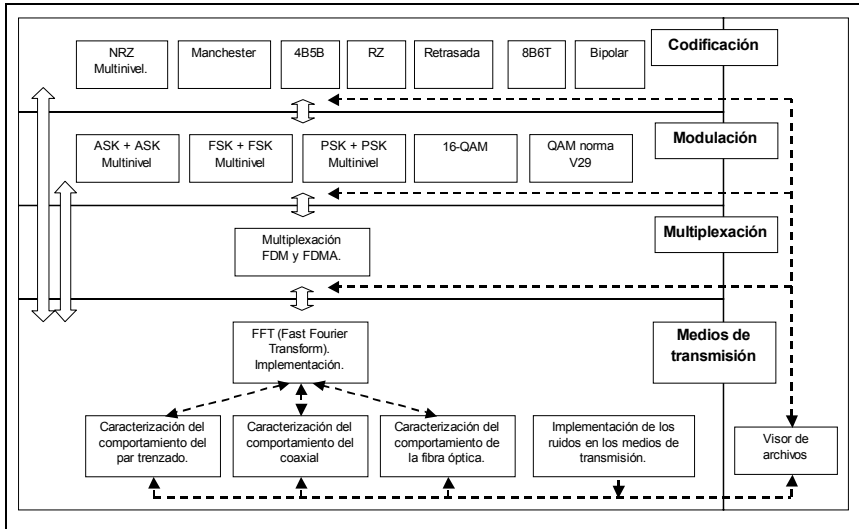 NRZ
Multinivel.
Manchester
4B5B
RZ
Retrasada
8B6T
Bipolar
Codificación
ASK + ASK
Multinivel
FSK + FSK
Multinivel
PSK + PSK
Multinivel
16-QAM
QAM norma
V29
Modulación
Multiplexación
FDM y FDMA.
Multiplexación
FFT (Fast Fourier
Transform).
Implementación.
Medios de
transmisión
Caracterización del
comportamiento del
par trenzado.
Caracterización del
comportamiento del
coaxial
Caracterización del
comportamiento de
la fibra óptica.
Implementación de los
ruidos en los medios de
transmisión.
Visor de
archivos